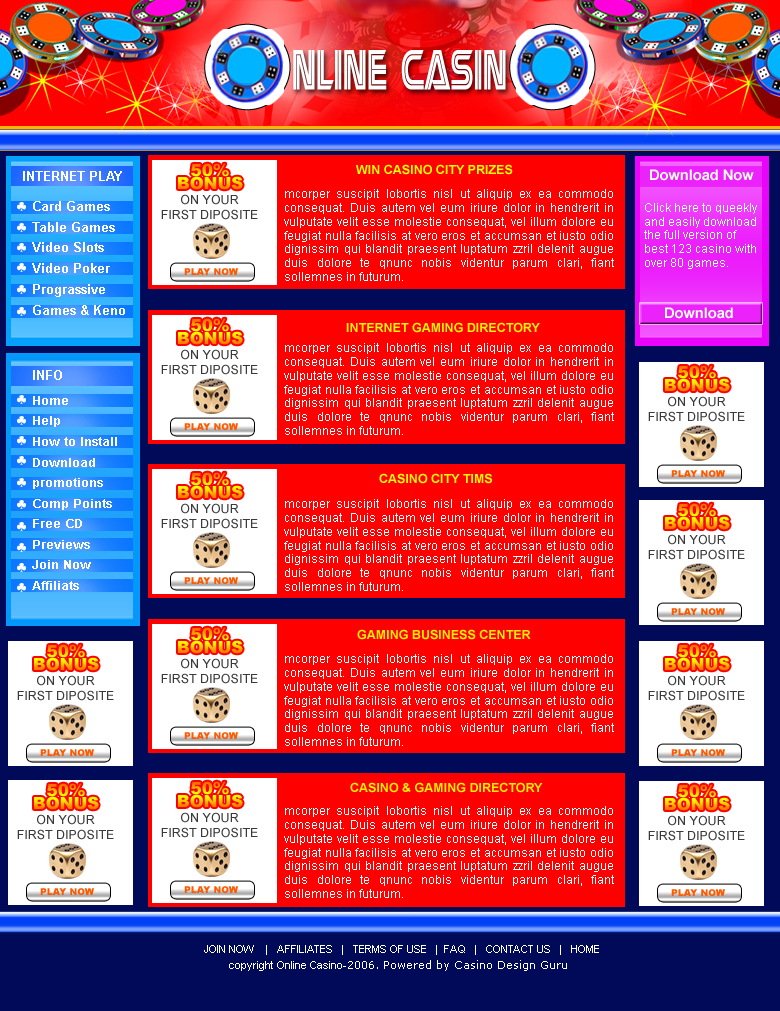 ONLINE CASINO
INTERNET PLAY
Card Games
Table Games
Video Slots
Video Poker
Prograssive
Games & Keno
INFO
Home
Help
How to Install
Download
promotions
Comp Points
Free CD
Previews
Join Now
Affiliats
50%
BONUS
ON YOUR
FIRST DIPOSITE
PLAY NOW
50%
BONUS
ON YOUR
FIRST DIPOSITE
PLAY NOW
50%
BONUS
ON YOUR
FIRST DIPOSITE
PLAY NOW
WIN CASINO CITY PRIZES
mcorper suscipit lobortis nisl ut aliquip ex ea commodo
consequat. Duis autem vel eum iriure dolor in hendrerit in
vulputate velit esse molestie consequat, vel illum dolore eu
feugiat nulla facilisis at vero eros et accumsan et iusto odio
dignissim qui blandit praesent luptatum zzril delenit augue
duis dolore te qnunc nobis videntur parum clari, fiant
sollemnes in futurum.
50%
BONUS
ON YOUR
FIRST DIPOSITE
PLAY NOW
INTERNET GAMING DIRECTORY
mcorper suscipit lobortis nisl ut aliquip ex ea commodo
consequat. Duis autem vel eum iriure dolor in hendrerit in
vulputate velit esse molestie consequat, vel illum dolore eu
feugiat nulla facilisis at vero eros et accumsan et iusto odio
dignissim qui blandit praesent luptatum zzril delenit augue
duis dolore te qnunc nobis videntur parum clari, fiant
sollemnes in futurum.
50%
BONUS
ON YOUR
FIRST DIPOSITE
PLAY NOW
CASINO CITY TIMS
mcorper suscipit lobortis nisl ut aliquip ex ea commodo
consequat. Duis autem vel eum iriure dolor in hendrerit in
vulputate velit esse molestie consequat, vel illum dolore eu
feugiat nulla facilisis at vero eros et accumsan et iusto odio
dignissim qui blandit praesent luptatum zzril delenit augue
duis dolore te qnunc nobis videntur parum clari, fiant
sollemnes in futurum.
50%
BONUS
ON YOUR
FIRST DIPOSITE
PLAY NOW
GAMING BUSINESS CENTER
mcorper suscipit lobortis nisl ut aliquip ex ea commodo
consequat. Duis autem vel eum iriure dolor in hendrerit in
vulputate velit esse molestie consequat, vel illum dolore eu
feugiat nulla facilisis at vero eros et accumsan et iusto odio
dignissim qui blandit praesent luptatum zzril delenit augue
duis dolore te qnunc nobis videntur parum clari, fiant
sollemnes in futurum.
50%
BONUS
ON YOUR
FIRST DIPOSITE
PLAY NOW
CASINO & GAMING DIRECTORY
mcorper suscipit lobortis nisl ut aliquip ex ea commodo
consequat. Duis autem vel eum iriure dolor in hendrerit in
vulputate velit esse molestie consequat, vel illum dolore eu
feugiat nulla facilisis at vero eros et accumsan et iusto odio
dignissim qui blandit praesent luptatum zzril delenit augue
duis dolore te qnunc nobis videntur parum clari, fiant
sollemnes in futurum.
Download Now
Click here to queekly
and easily download
the full version of
best 123 casino with
over 80 games.
Download
50%
BONUS
ON YOUR
FIRST DIPOSITE
PLAY NOW
50%
BONUS
ON YOUR
FIRST DIPOSITE
PLAY NOW
50%
BONUS
ON YOUR
FIRST DIPOSITE
PLAY NOW
50%
BONUS
ON YOUR
FIRST DIPOSITE
PLAY NOW
JOIN NOW | AFFILIATES | TERMS OF USE | FAQ | CONTACT US | HOME
copyright Online Casino-2006. Powered by Casino Design Guru